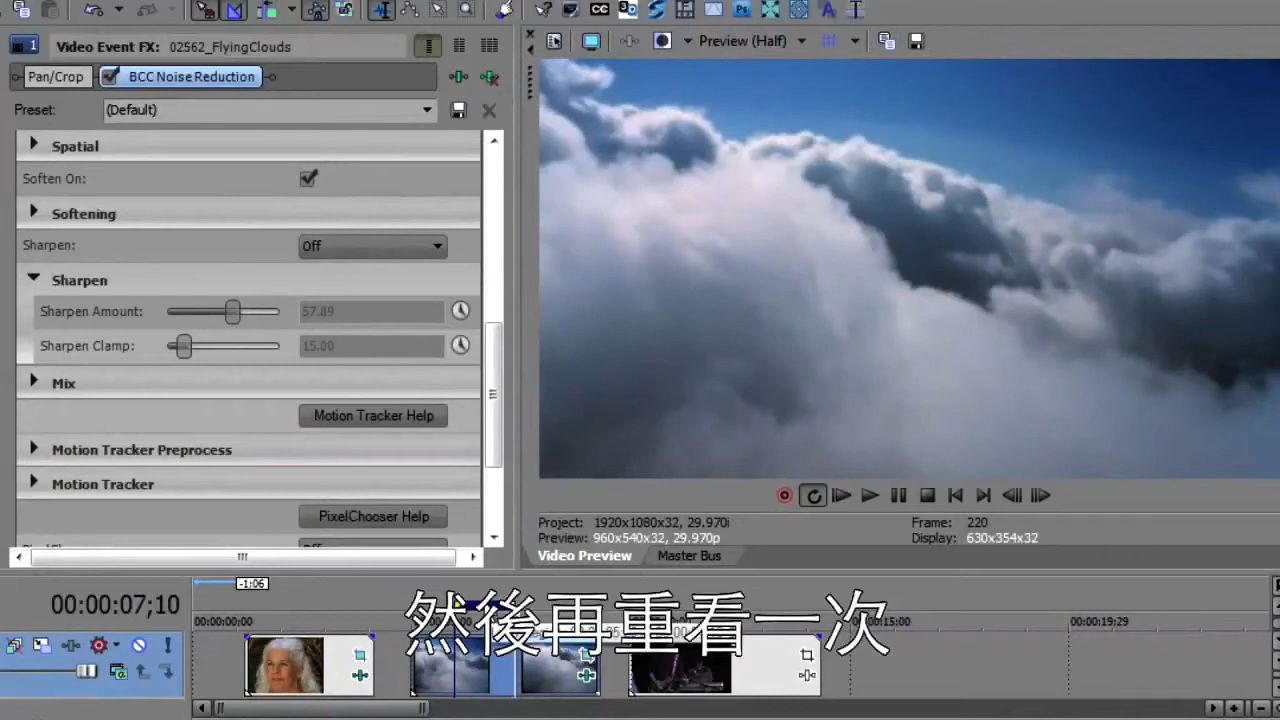 CC
3D
Ps
A
T
1
Video Event FX: 02562_FlyingClouds
Preview (Half)
Pan/Crop
BCC Noise Reduction
Preset: (Default)
Spatial
Soften On:
Softening
Sharpen: Off
Sharpen
Sharpen Amount: 57.89
Sharpen Clamp: 15.00
Mix
Motion Tracker Help
Motion Tracker Preprocess
Motion Tracker
PixelChooser Help
Project: 1920x1080x32, 29.970i
Frame: 220
Preview: 960x540x32, 29.970p
Display: 630x354x32
Video Preview
Master Bus
-1:06
00:00:07;10
00:00:00:00
00:00:15:00
00:00:19:29
然後再重看一次